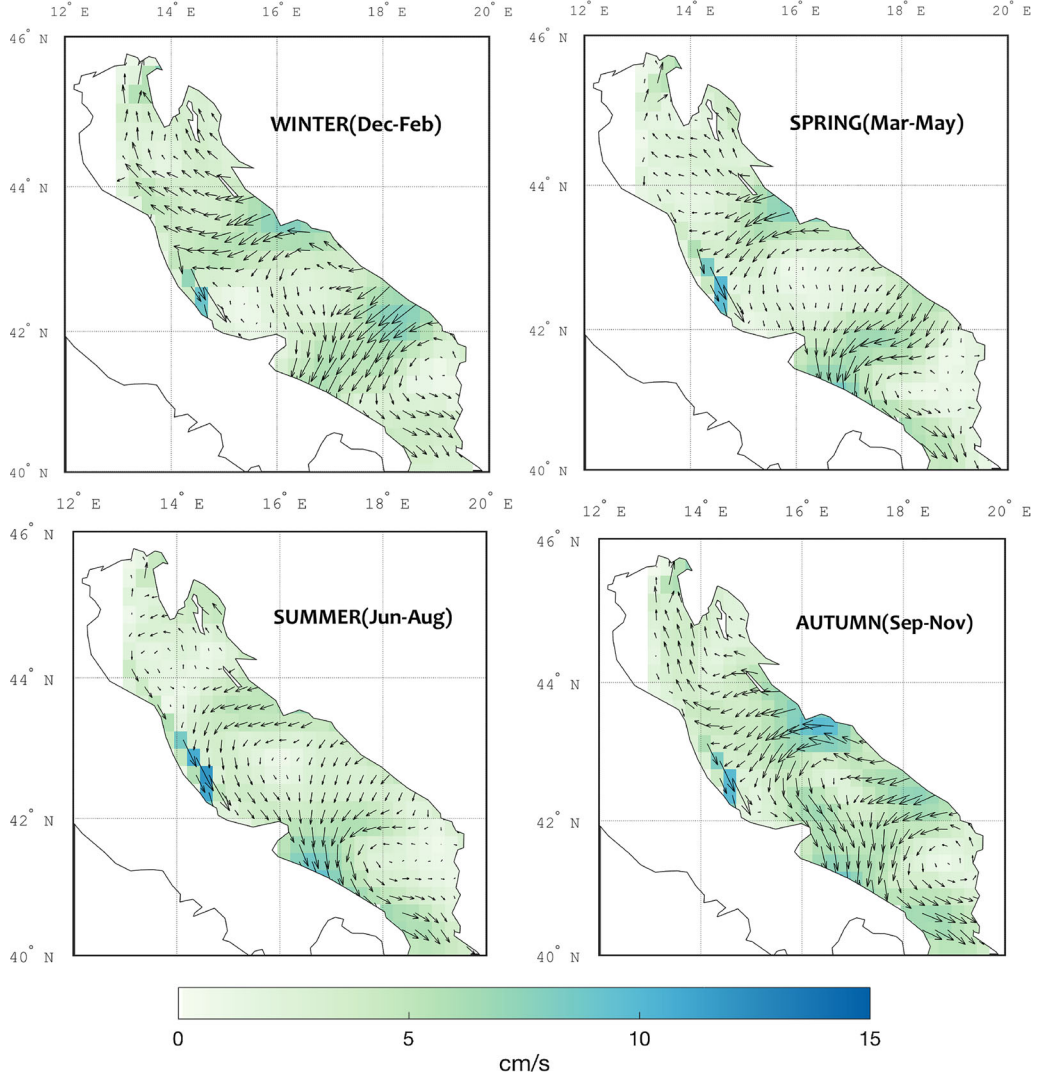 12° E 14° E 16° E 18° E 20° E
46° N
WINTER(Dec-Feb)
44° N
42° N
40° N
12° E 14° E 16° E 18° E 20° E
46° N
SPRING(Mar-May)
44° N
42° N
40° N
12° E 14° E 16° E 18° E 20° E
46° N
SUMMER(Jun-Aug)
44° N
42° N
40° N
12° E 14° E 16° E 18° E 20° E
46° N
AUTUMN(Sep-Nov)
44° N
42° N
40° N
0 5 10 15
cm/s